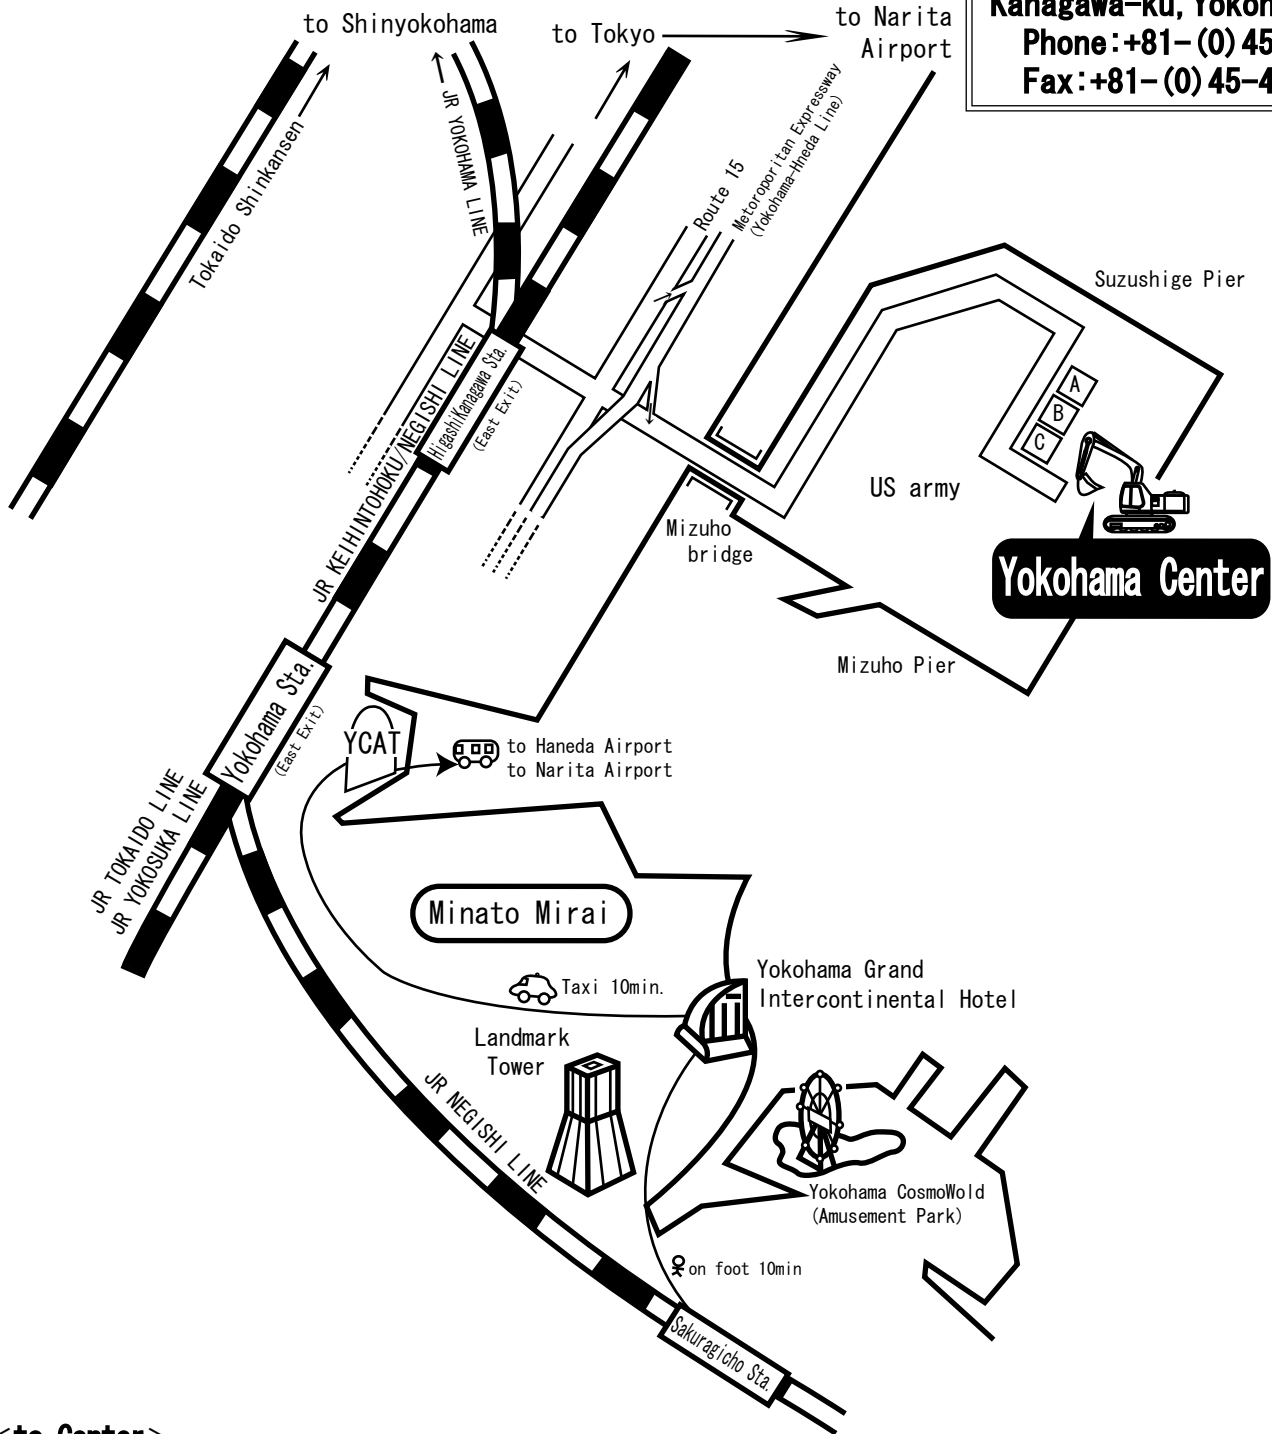 Kanagawa-ku, Yokoh
Phone:+81-(0)45
Fax:+81-(0)45-4
to Shinyokohama
to Tokyo
to Narita
Airport
Tokaido Shinkansen
JR YOKOHAMA LINE
Route 15
Metoroporitan Expressway
(Yokohama-Hneda Line)
Suzushige Pier
JR KEIHINTOHOKU/NEGISHI LINE
HigashiKanagawa Sta.
(East Exit)
A
B
C
US army
Mizuho
bridge
Yokohama Center
Mizuho Pier
Yokohama Sta.
(East Exit)
YCAT
to Haneda Airport
to Narita Airport
JR TOKAIDO LINE
JR YOKOSUKA LINE
Minato Mirai
Yokohama Grand
Intercontinental Hotel
Taxi 10min.
Landmark
Tower
JR NEGISHI LINE
Yokohama CosmoWold
(Amusement Park)
on foot 10min
Sakuragicho Sta.
<to Center>